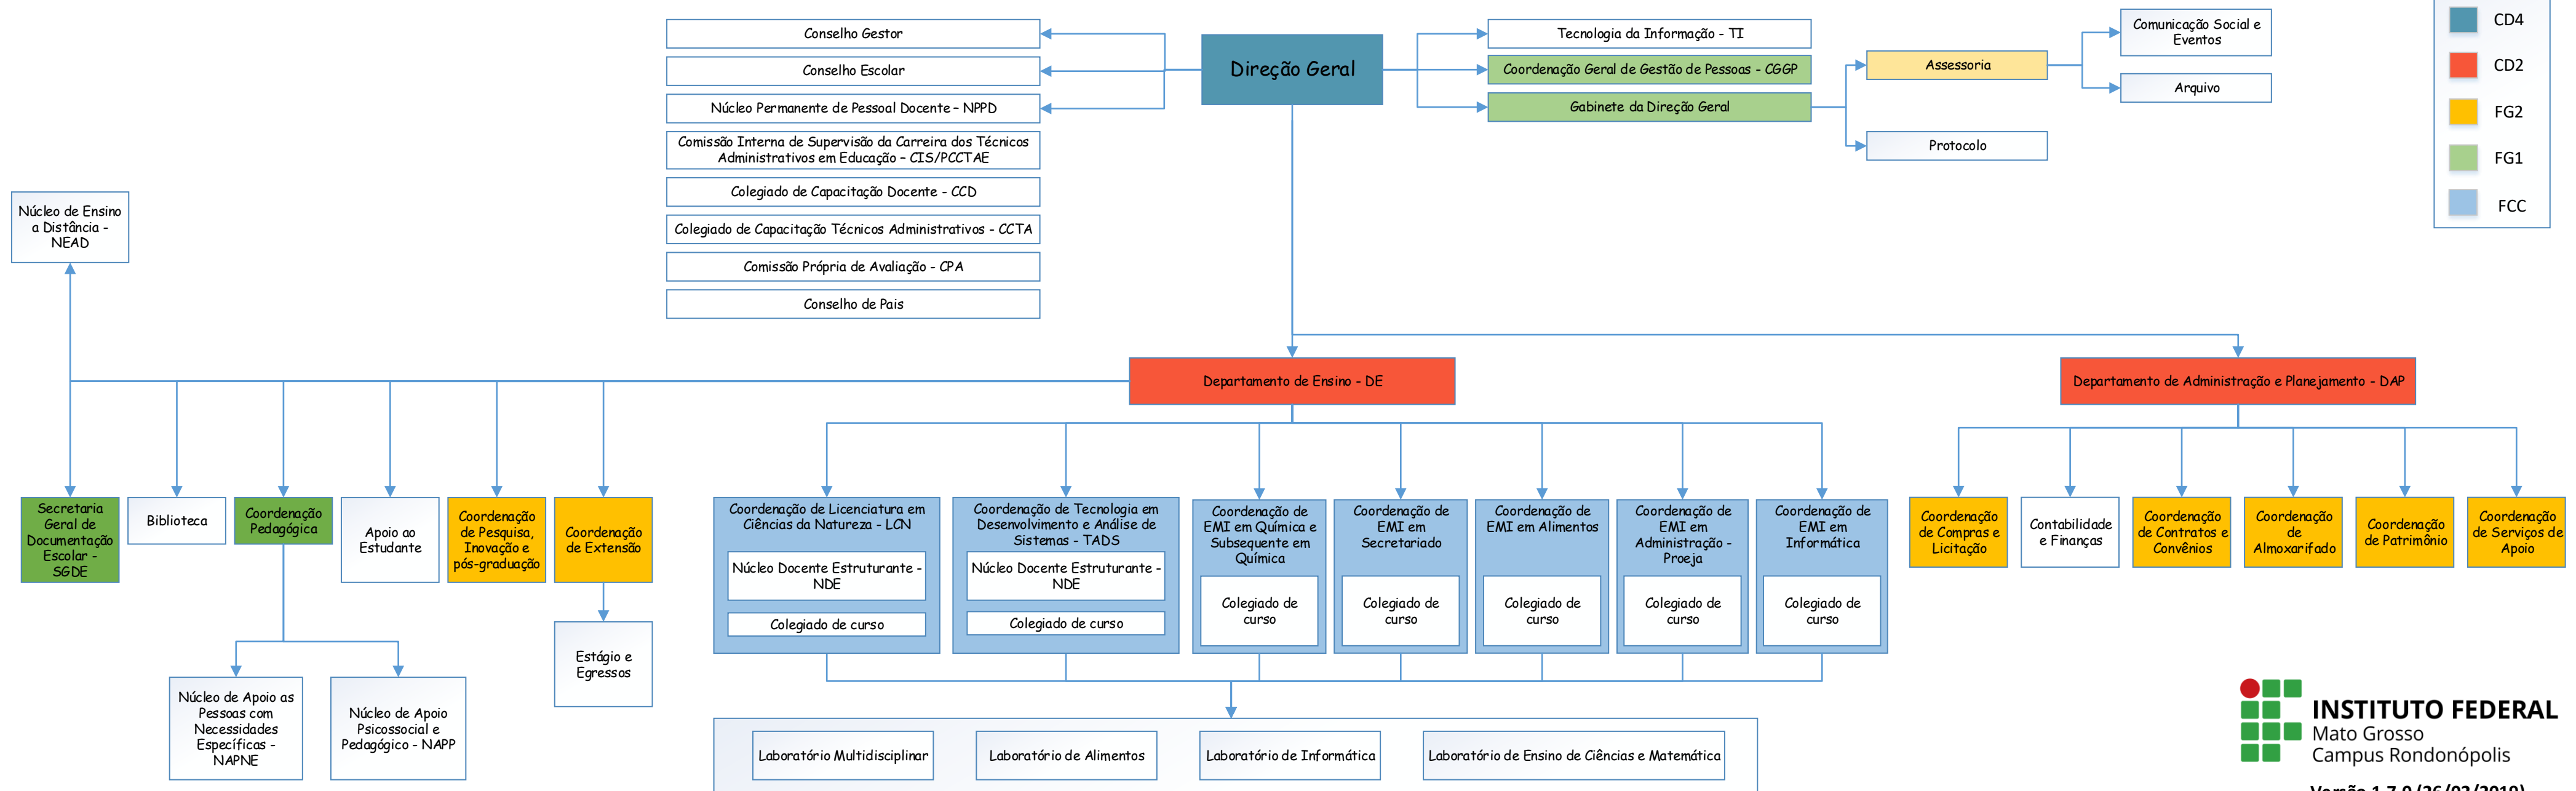 Conselho Gestor
Conselho Escolar
Núcleo Permanente de Pessoal Docente – NPPD
Comissão Interna de Supervisão da Carreira dos Técnicos
Administrativos em Educação – CIS/PCCTAE
Colegiado de Capacitação Docente - CCD
Colegiado de Capacitação Técnicos Administrativos - CCTA
Comissão Própria de Avaliação - CPA
Conselho de Pais
Direção Geral
Tecnologia da Informação - TI
Coordenação Geral de Gestão de Pessoas - CGGP
Gabinete da Direção Geral
Assessoria
Protocolo
Comunicação Social e
Eventos
Arquivo
CD4
CD2
FG2
FG1
FCC
Núcleo de Ensino
a Distância -
NEAD
Departamento de Ensino - DE
Departamento de Administração e Planejamento - DAP
Secretaria
Geral de
Documentação
Escolar -
SGDE
Biblioteca
Coordenação
Pedagógica
Apoio ao
Estudante
Coordenação
de Pesquisa,
Inovação e
pós-graduação
Coordenação
de Extensão
Núcleo de Apoio as
Pessoas com
Necessidades
Específicas -
NAPNE
Núcleo de Apoio
Psicossocial e
Pedagógico - NAPP
Estágio e
Egressos
Coordenação de Licenciatura em
Ciências da Natureza - LCN
Núcleo Docente Estruturante -
NDE
Colegiado de curso
Coordenação de Tecnologia em
Desenvolvimento e Análise de
Sistemas - TADS
Núcleo Docente Estruturante -
NDE
Colegiado de curso
Coordenação de
EMI em Química e
Subsequente em
Química
Colegiado de
curso
Coordenação de
EMI em
Secretariado
Colegiado de
curso
Coordenação de
EMI em Alimentos
Colegiado de
curso
Coordenação de
EMI em
Administração -
Proeja
Colegiado de
curso
Coordenação de
EMI em
Informática
Colegiado de
curso
Coordenação
de Compras e
Licitação
Contabilidade
e Finanças
Coordenação
de Contratos e
Convênios
Coordenação
de
Almoxarifado
Coordenação
de Patrimônio
Coordenação
de Serviços de
Apoio
Laboratório Multidisciplinar
Laboratório de Alimentos
Laboratório de Informática
Laboratório de Ensino de Ciências e Matemática
INSTITUTO FEDERAL
Mato Grosso
Campus Rondonópolis
Versão 1.7.0 (26/02/2019)